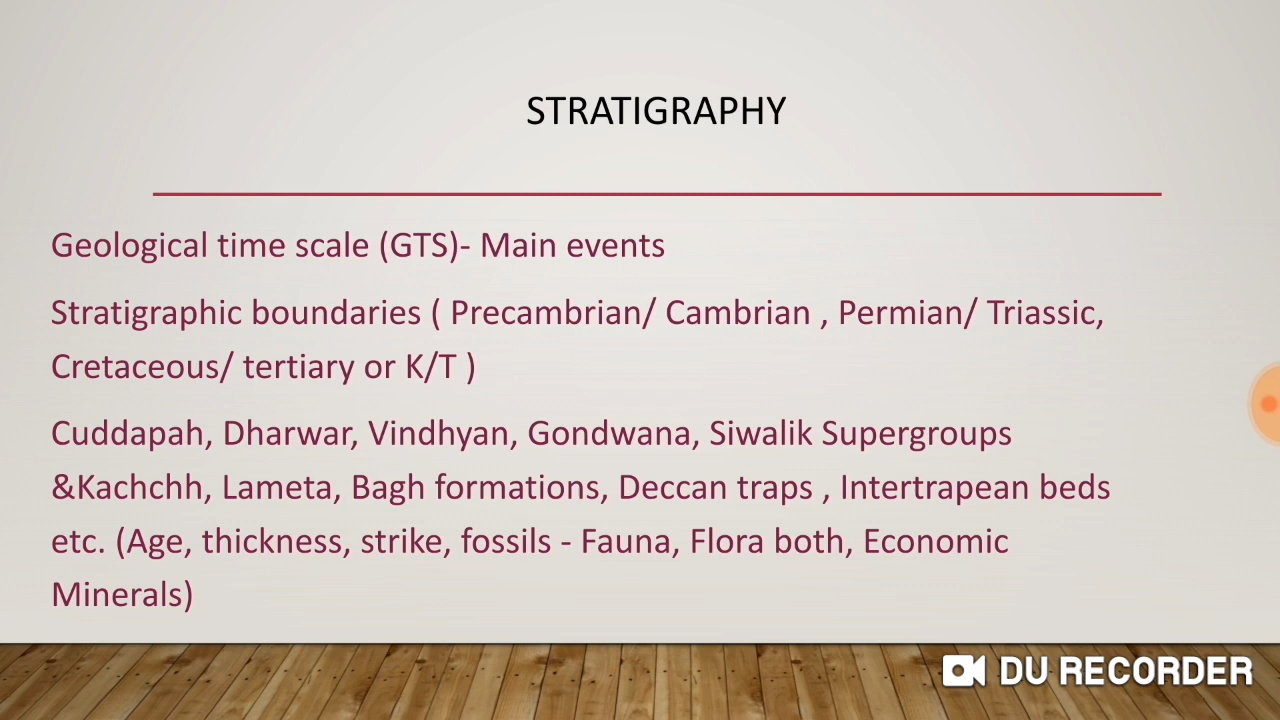 STRATIGRAPHY
Geological time scale (GTS)- Main events
Stratigraphic boundaries ( Precambrian/ Cambrian , Permian/ Triassic,
Cretaceous/ tertiary or K/T )
Cuddapah, Dharwar, Vindhyan, Gondwana, Siwalik Supergroups
&Kachchh, Lameta, Bagh formations, Deccan traps , Intertrapean beds
etc. (Age, thickness, strike, fossils - Fauna, Flora both, Economic
Minerals)
DU RECORDER